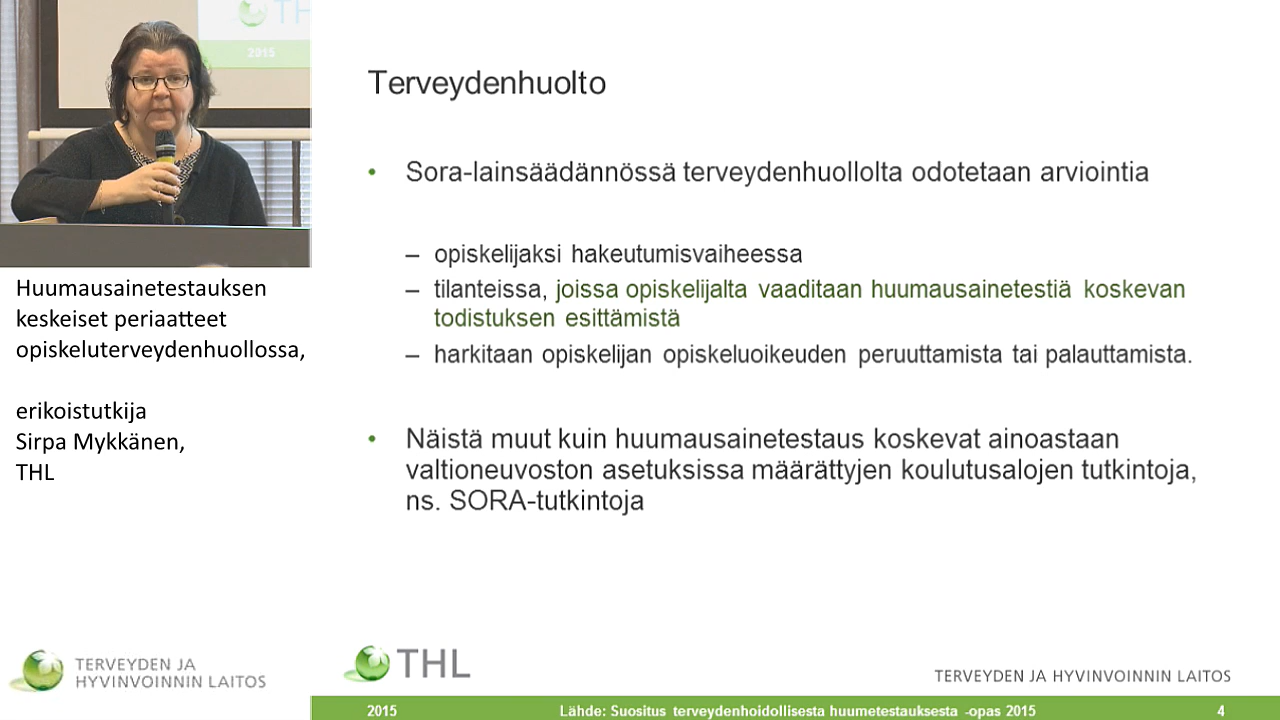 TH
2015
Huumausainetestauksen
keskeiset periaatteet
opiskeluterveydenhuollossa,
erikoistutkija
Sirpa Mykkänen,
THL
TERVEYDEN JA
HYVINVOINNIN LAITOS
Terveydenhuolto
• Sora-lainsäädännössä terveydenhuollolta odotetaan arviointia
– opiskelijaksi hakeutumisvaiheessa
– tilanteissa, joissa opiskelijalta vaaditaan huumausainetestiä koskevan
todistuksen esittämistä
– harkitaan opiskelijan opiskeluoikeuden peruuttamista tai palauttamista.
• Näistä muut kuin huumausainetestaus koskevat ainoastaan
valtioneuvoston asetuksissa määrättyjen koulutusalojen tutkintoja,
ns. SORA-tutkintoja
THL
TERVEYDEN JA HYVINVOINNIN LAITOS
2015 Lähde: Suositus terveydenhoidollisesta huumetestauksesta -opas 2015 4